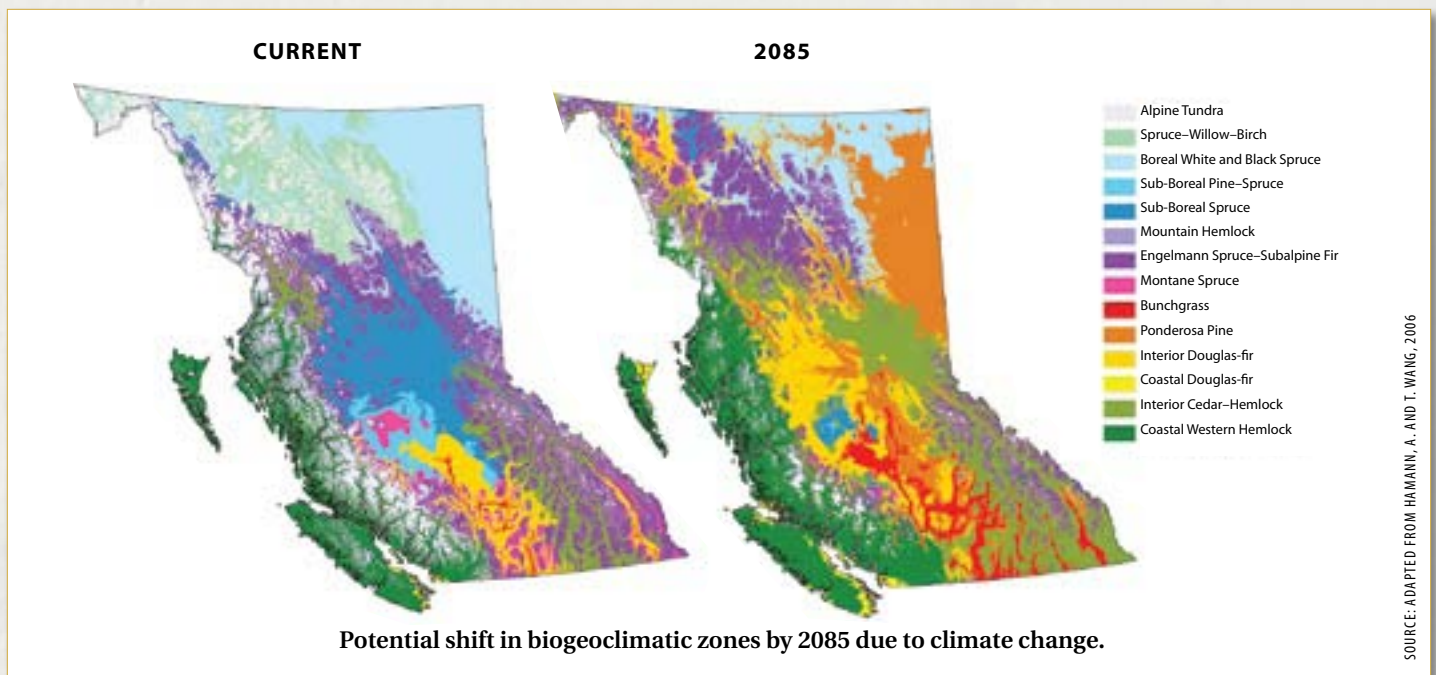 CURRENT
2085
Alpine Tundra
Spruce–Willow–Birch
Boreal White and Black Spruce
Sub-Boreal Pine–Spruce
Sub-Boreal Spruce
Mountain Hemlock
Engelmann Spruce–Subalpine Fir
Montane Spruce
Bunchgrass
Ponderosa Pine
Interior Douglas-fir
Coastal Douglas-fir
Interior Cedar–Hemlock
Coastal Western Hemlock
SOURCE: ADAPTED FROM HAMANN, A. AND T. WANG, 2006
Potential shift in biogeoclimatic zones by 2085 due to climate change.